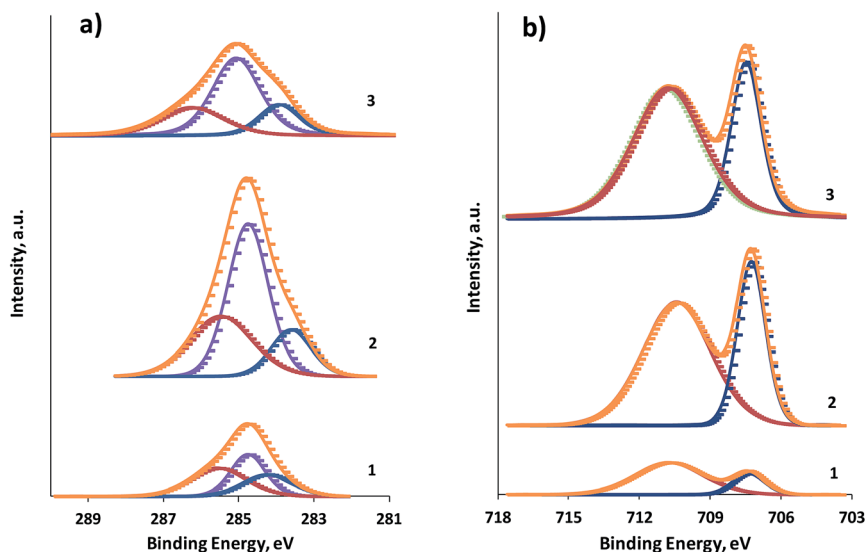 a)
3
2
1
Intensity, a.u.
289 287 285 283 281
Binding Energy, eV
b)
3
2
1
Intensity, a.u.
718 715 712 709 706 703
Binding Energy, eV